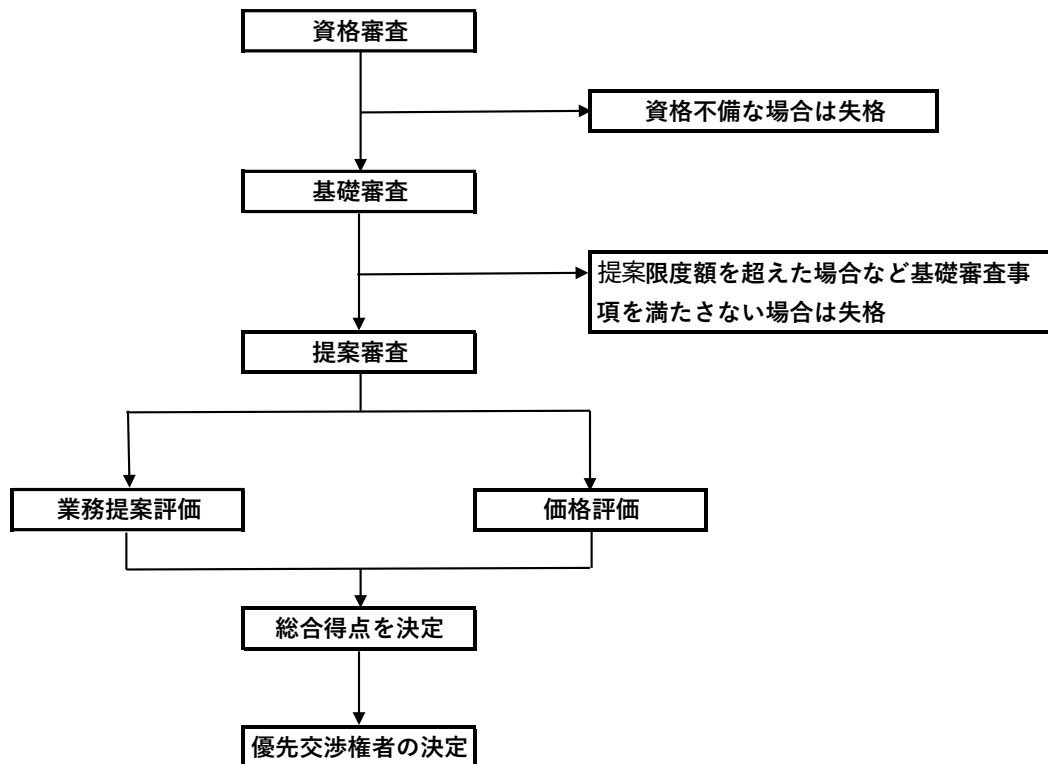 資格審査
資格不備な場合は失格
基礎審査
提案限度額を超えた場合など基礎審査事
項を満たさない場合は失格
提案審査
業務提案評価
価格評価
総合得点を決定
優先交渉権者の決定